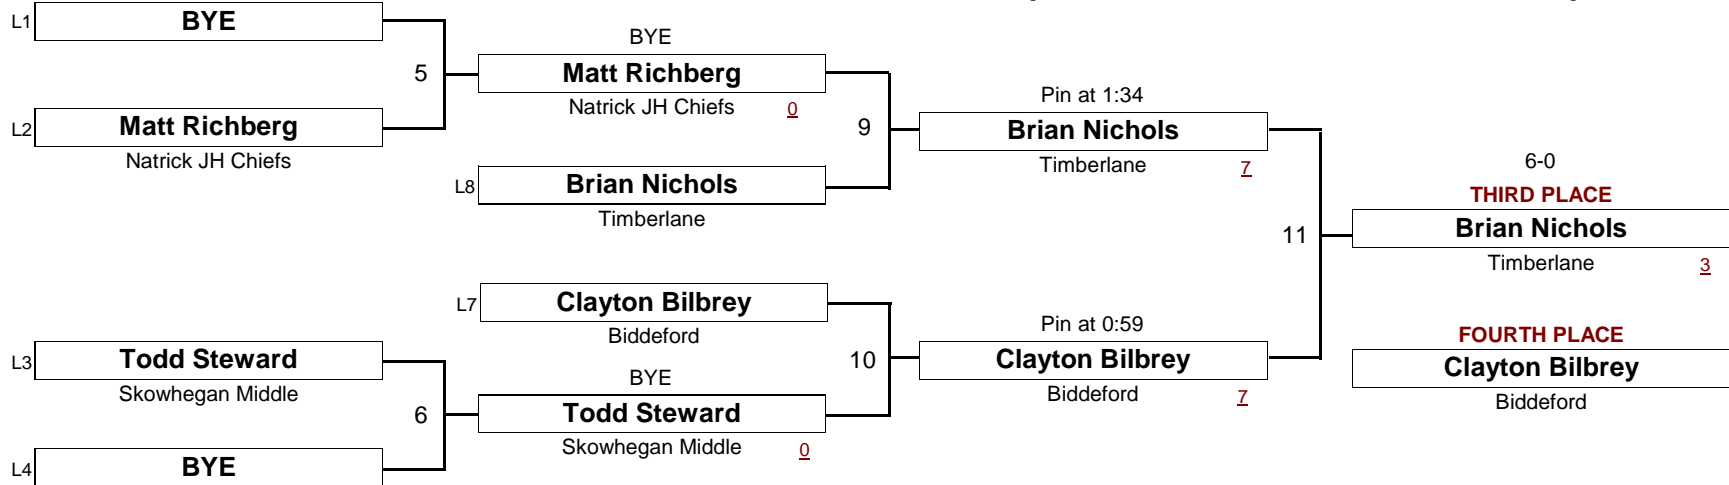 L1 BYE
BYE
5
Matt Richberg
Natrick JH Chiefs 0
L2 Matt Richberg
Natrick JH Chiefs
9
L8 Brian Nichols
Timberlane
Pin at 1:34
Brian Nichols
Timberlane 7
6-0
THIRD PLACE
11
Brian Nichols
Timberlane 3
L7 Clayton Bilbrey
Biddeford
10
Pin at 0:59
Clayton Bilbrey
Biddeford 7
FOURTH PLACE
Clayton Bilbrey
Biddeford
L3 Todd Steward
Skowhegan Middle
6
BYE
Todd Steward
Skowhegan Middle 0
L4 BYE